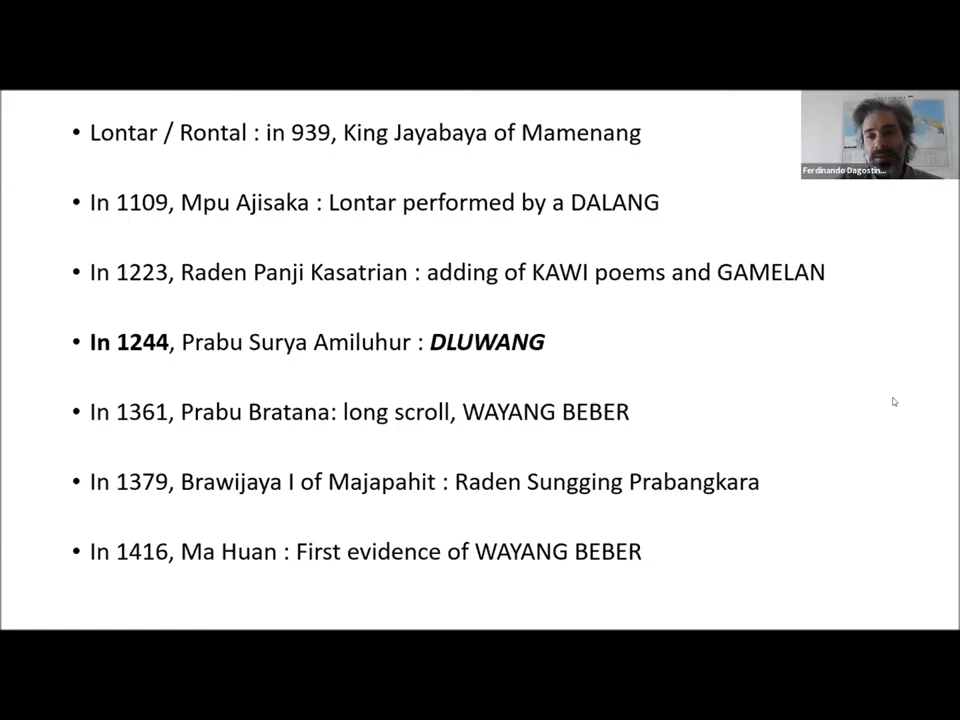 • Lontar / Rontal : in 939, King Jayabaya of Mamenang
• In 1109, Mpu Ajisaka : Lontar performed by a DALANG
• In 1223, Raden Panji Kasatrian : adding of KAWI poems and GAMELAN
• In 1244, Prabu Surya Amiluhur : DLUWANG
• In 1361, Prabu Bratana: long scroll, WAYANG BEBER
• In 1379, Brawijaya I of Majapahit : Raden Sungging Prabangkara
• In 1416, Ma Huan : First evidence of WAYANG BEBER
Ferdinando Dagostin...